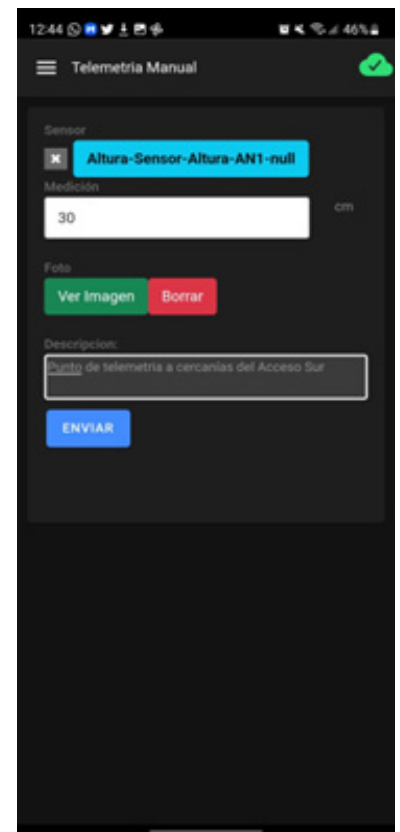 12:44 46%
Telemetria Manual
Sensor
Altura-Sensor-Altura-AN1-null
Medición
30 cm
Foto
Ver Imagen Borrar
Descripcion:
Punto de telemetria a cercanias del Acceso Sur
ENVIAR